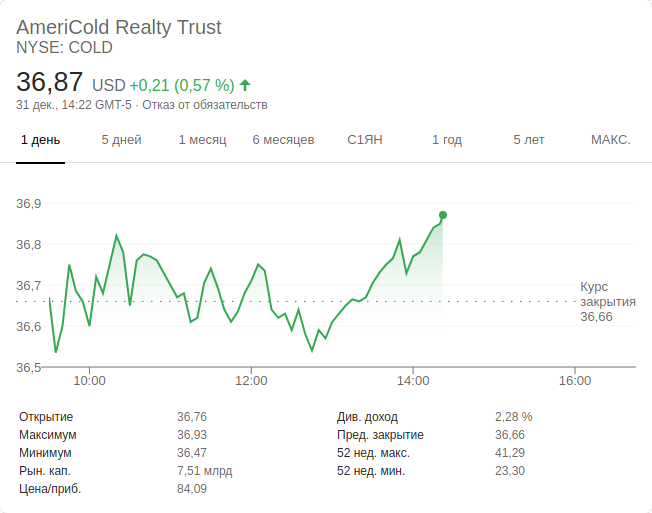 AmeriCold Realty Trust
NYSE: COLD
36,87 USD +0,21 (0,57 %)
31 дек., 14:22 GMT-5 · Отказ от обязательств
1 день 5 дней 1 месяц 6 месяцев С1ЯН 1 год 5 лет МАКС.
36,9
36,8
36,7
36,6
36,5
Курс
закрытия
36,66
10:00 12:00 14:00 16:00
Открытие 36,76 Див. доход 2,28 %
Максимум 36,93 Пред. закрытие 36,66
Минимум 36,47 52 нед. макс. 41,29
Рын. кап. 7,51 млрд 52 нед. мин. 23,30
Цена/приб. 84,09